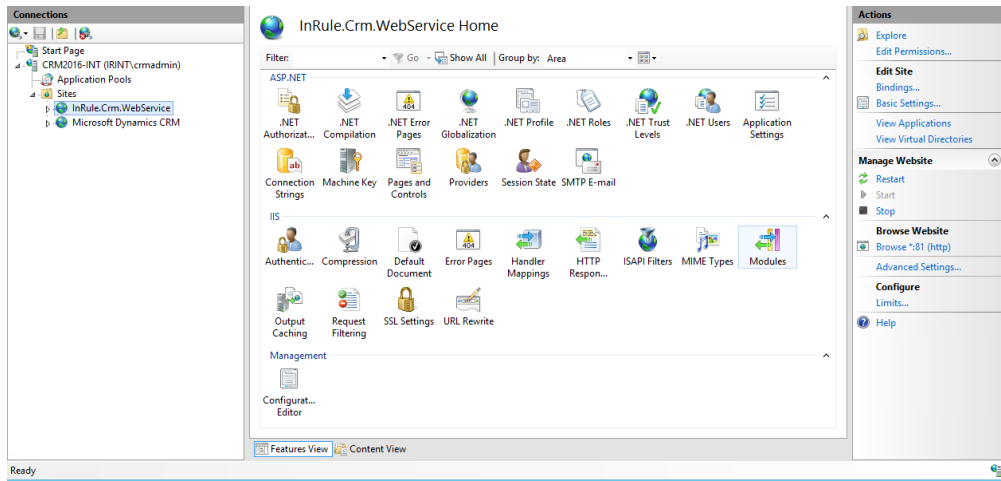 Connections
Start Page
CRM2016-INT (IRINT\crmadmin)
Application Pools
Sites
InRule.Crm.WebService
Microsoft Dynamics CRM
InRule.Crm.WebService Home
Filter: Go Show All Group by: Area
ASP.NET
.NET Authorizat...
.NET Compilation
.NET Error Pages
.NET Globalization
.NET Profile
.NET Roles
.NET Trust Levels
.NET Users
Application Settings
Connection Strings
Machine Key
Pages and Controls
Providers
Session State
SMTP E-mail
IIS
Authentic...
Compression
Default Document
Error Pages
Handler Mappings
HTTP Respon...
ISAPI Filters
MIME Types
Modules
Output Caching
Request Filtering
SSL Settings
URL Rewrite
Management
Configurat... Editor
Features View
Content View
Actions
Explore
Edit Permissions...
Edit Site
Bindings...
Basic Settings...
View Applications
View Virtual Directories
Manage Website
Restart
Start
Stop
Browse Website
Browse *:81 (http)
Advanced Settings...
Configure
Limits...
Help
Ready